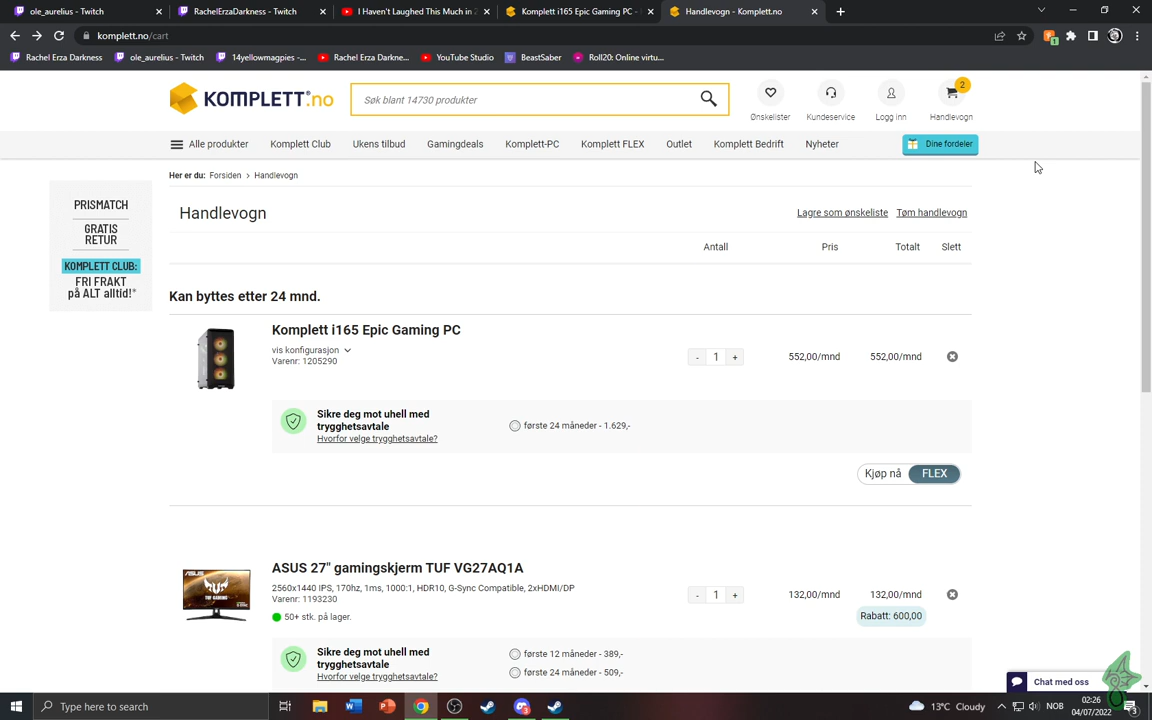 ole_aurelius - Twitch
RachelErzaDarkness - Twitch
I Haven't Laughed This Much in 2
Komplett i165 Epic Gaming PC -
Handlevogn - Komplett.no
komplett.no/cart
Rachel Erza Darkness
ole_aurelius - Twitch
14yellowmagpies -...
Rachel Erza Darkne...
YouTube Studio
BeastSaber
Roll20: Online virtu...
KOMPLETT.no
Søk blant 14730 produkter
2
Ønskelister
Kundeservice
Logg inn
Handlevogn
Alle produkter
Komplett Club
Ukens tilbud
Gamingdeals
Komplett-PC
Komplett FLEX
Outlet
Komplett Bedrift
Nyheter
Dine fordeler
Her er du: Forsiden > Handlevogn
PRISMATCH
GRATIS
RETUR
KOMPLETT CLUB:
FRI FRAKT
på ALT alltid!*
Handlevogn
Lagre som ønskeliste
Tøm handlevogn
Antall
Pris
Totalt
Slett
Kan byttes etter 24 mnd.
Komplett i165 Epic Gaming PC
vis konfigurasjon
Varenr: 1205290
- 1 +
552,00/mnd
552,00/mnd
Sikre deg mot uhell med
trygghetsavtale
Hvorfor velge trygghetsavtale?
første 24 måneder - 1.629,-
Kjøp nå
FLEX
ASUS 27" gamingskjerm TUF VG27AQ1A
2560x1440 IPS, 170hz, 1ms, 1000:1, HDR10, G-Sync Compatible, 2xHDMI/DP
Varenr: 1193230
50+ stk. på lager.
- 1 +
132,00/mnd
132,00/mnd
Rabatt: 600,00
Sikre deg mot uhell med
trygghetsavtale
Hvorfor velge trygghetsavtale?
første 12 måneder - 389,-
første 24 måneder - 509,-
Chat med oss
Type here to search
13°C Cloudy
NOB
02:26
04/07/2022
3